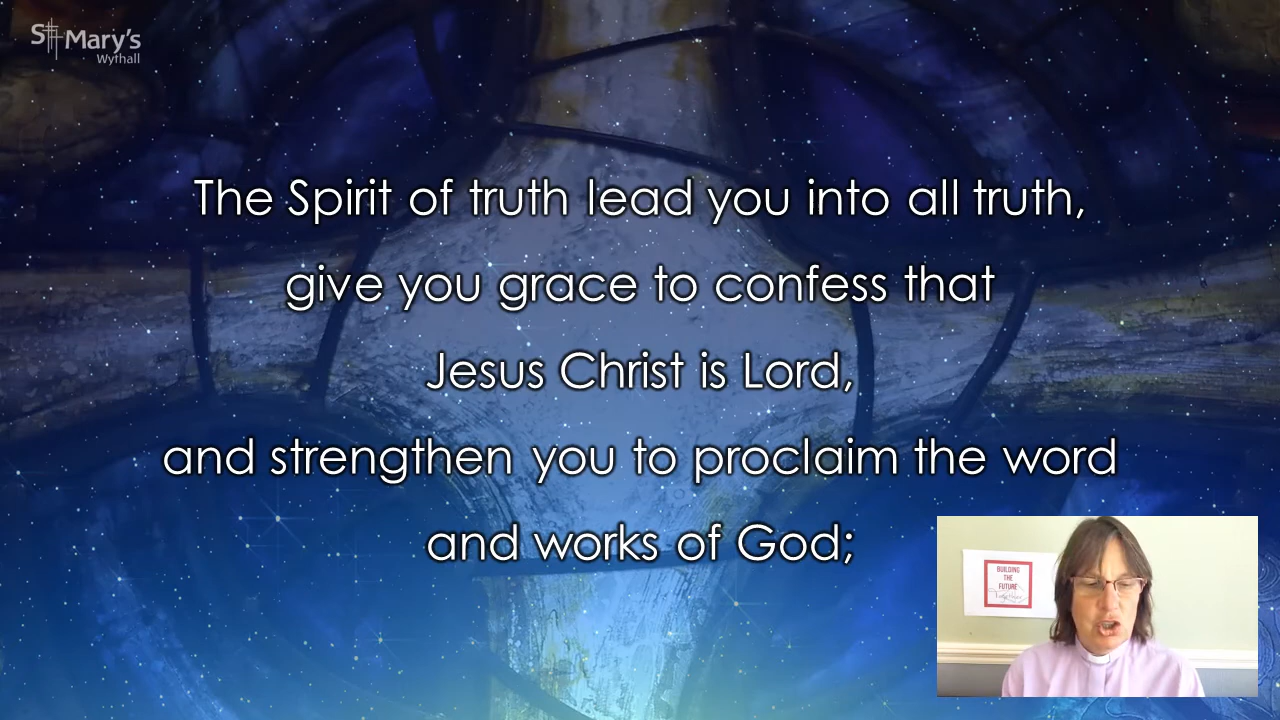 St Mary's
Wythall
The Spirit of truth lead you into all truth,
give you grace to confess that
Jesus Christ is Lord,
and strengthen you to proclaim the word
and works of God;
BUILDING
THE
FUTURE